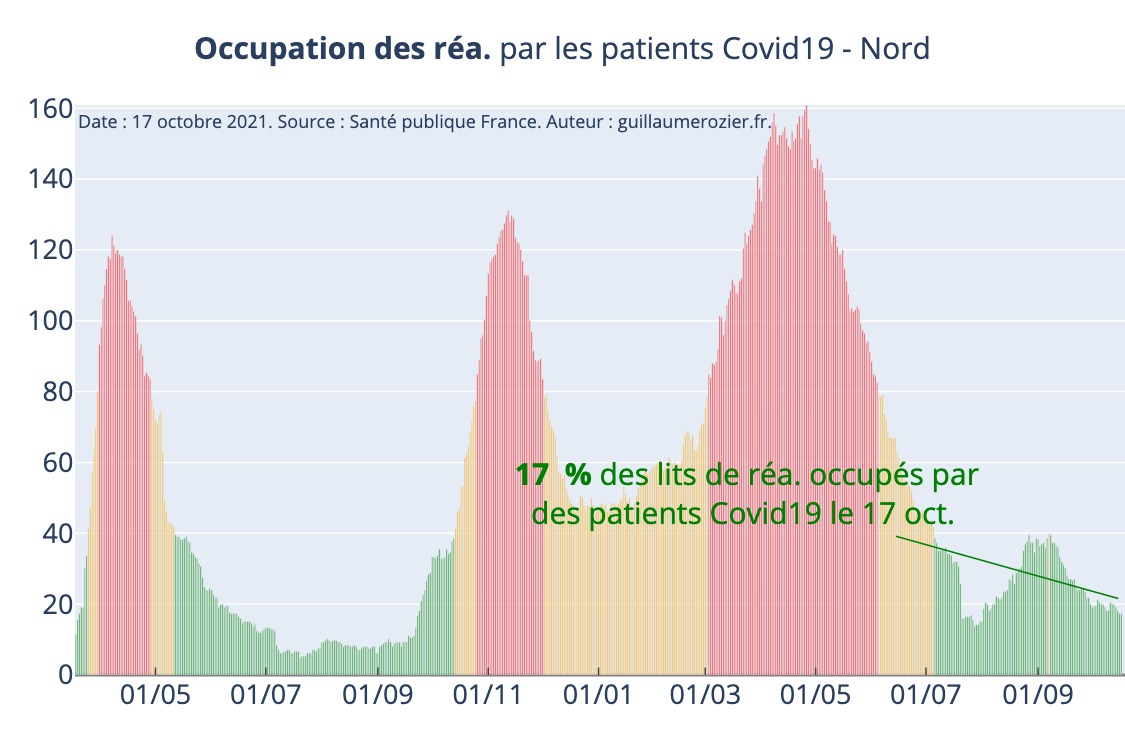 Occupation des réa. par les patients Covid19 - Nord
160
Date : 17 octobre 2021. Source : Santé publique France. Auteur : guillaumerozier.fr.
140
120
100
80
60
17 % des lits de réa. occupés par
des patients Covid19 le 17 oct.
40
20
0
01/05 01/07 01/09 01/11 01/01 01/03 01/05 01/07 01/09